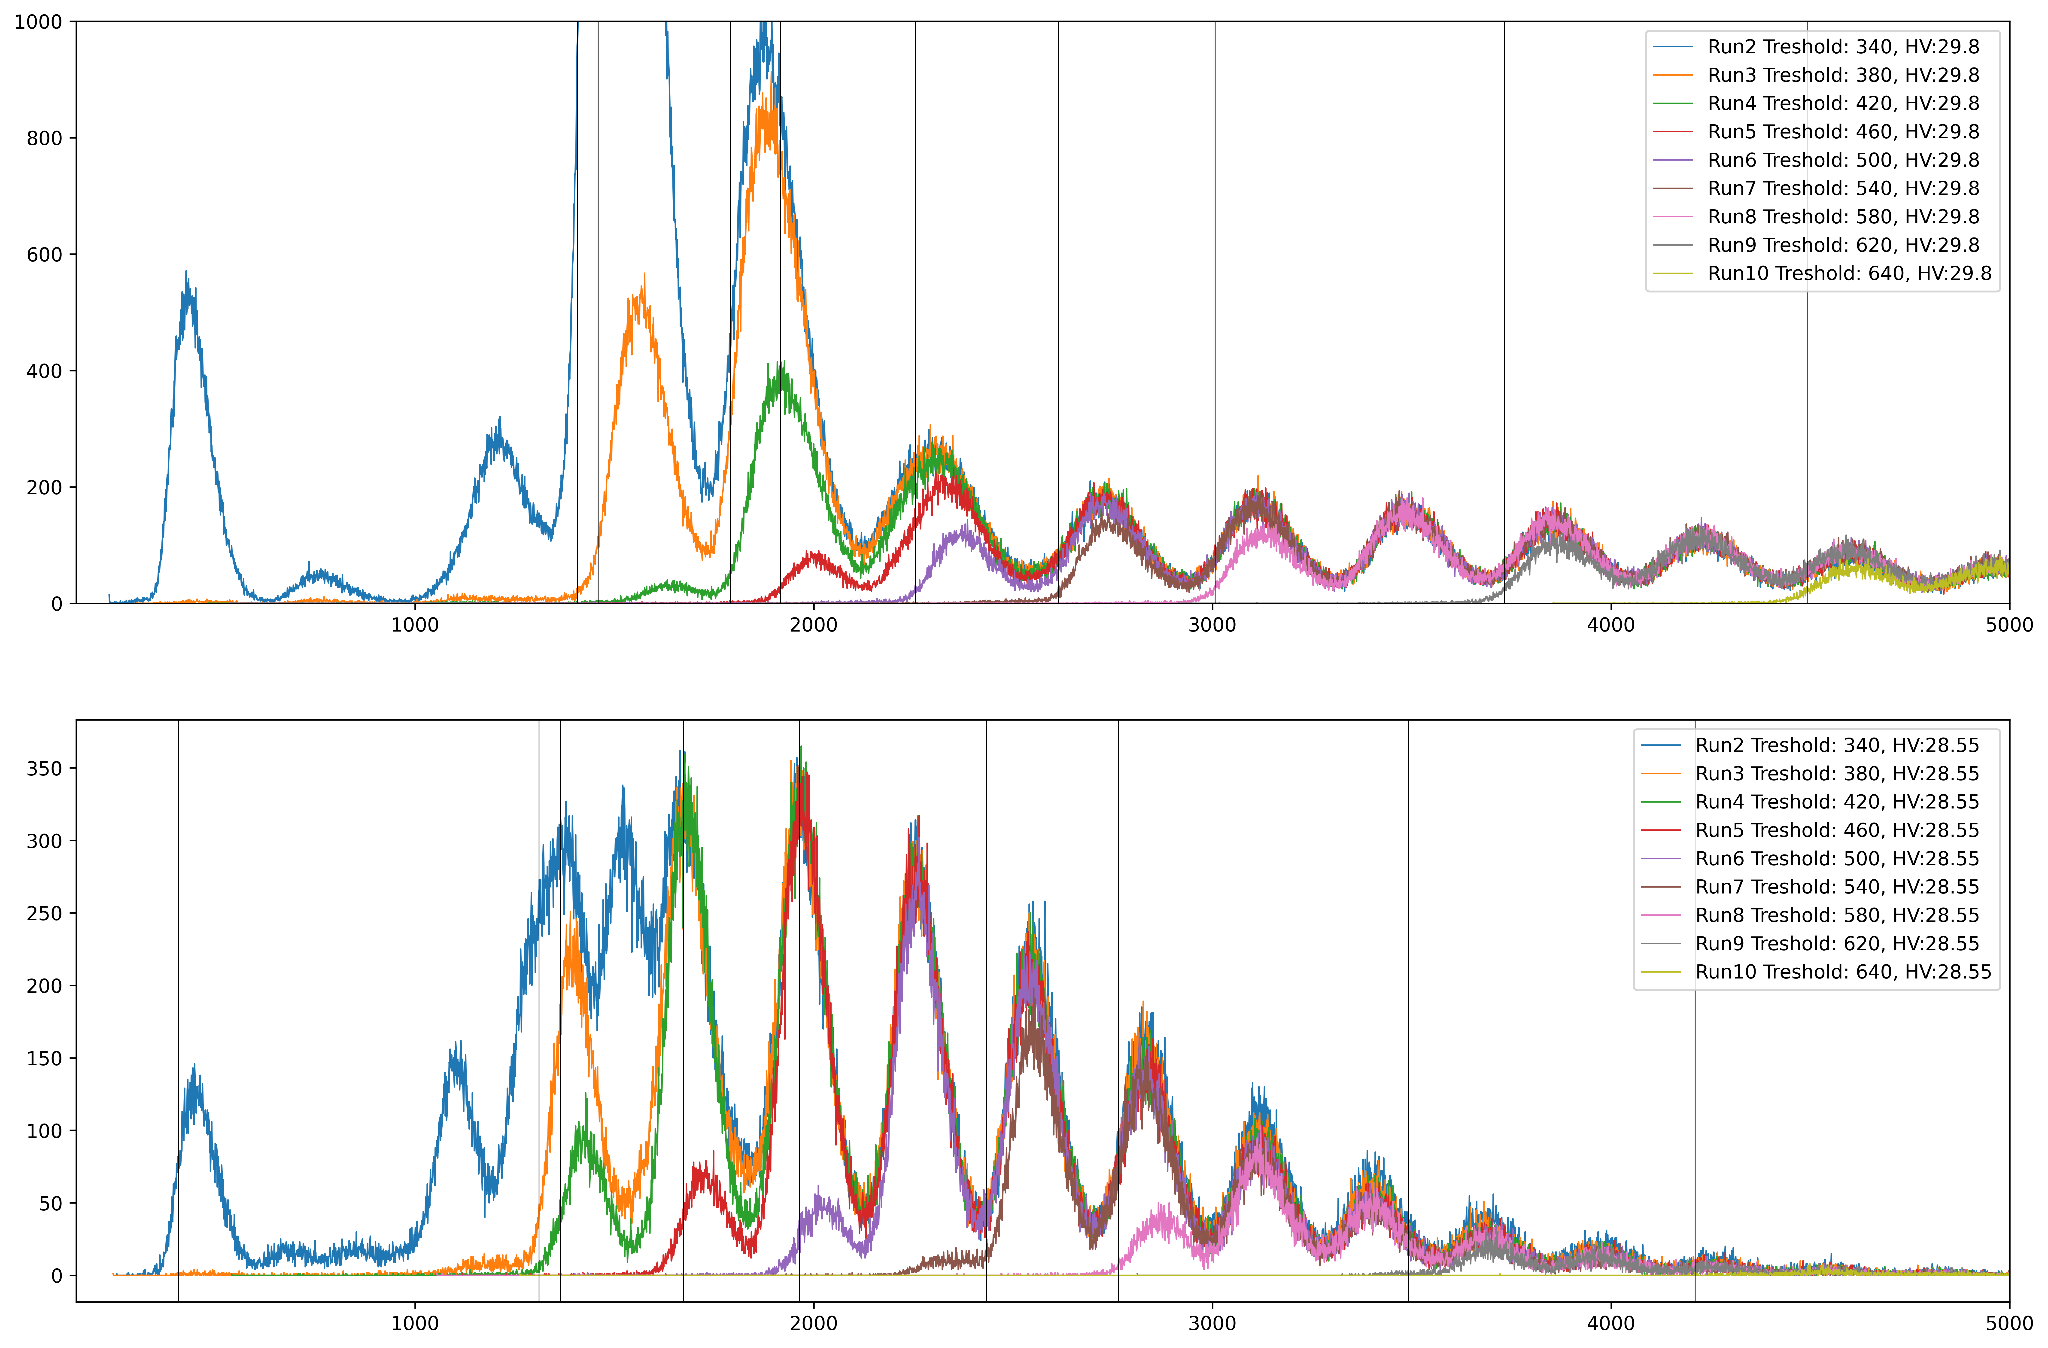 1000
800
600
400
200
0
Run2 Treshold: 340, HV:29.8
Run3 Treshold: 380, HV:29.8
Run4 Treshold: 420, HV:29.8
Run5 Treshold: 460, HV:29.8
Run6 Treshold: 500, HV:29.8
Run7 Treshold: 540, HV:29.8
Run8 Treshold: 580, HV:29.8
Run9 Treshold: 620, HV:29.8
Run10 Treshold: 640, HV:29.8
1000 2000 3000 4000 5000
350
300
250
200
150
100
50
0
Run2 Treshold: 340, HV:28.55
Run3 Treshold: 380, HV:28.55
Run4 Treshold: 420, HV:28.55
Run5 Treshold: 460, HV:28.55
Run6 Treshold: 500, HV:28.55
Run7 Treshold: 540, HV:28.55
Run8 Treshold: 580, HV:28.55
Run9 Treshold: 620, HV:28.55
Run10 Treshold: 640, HV:28.55
1000 2000 3000 4000 5000